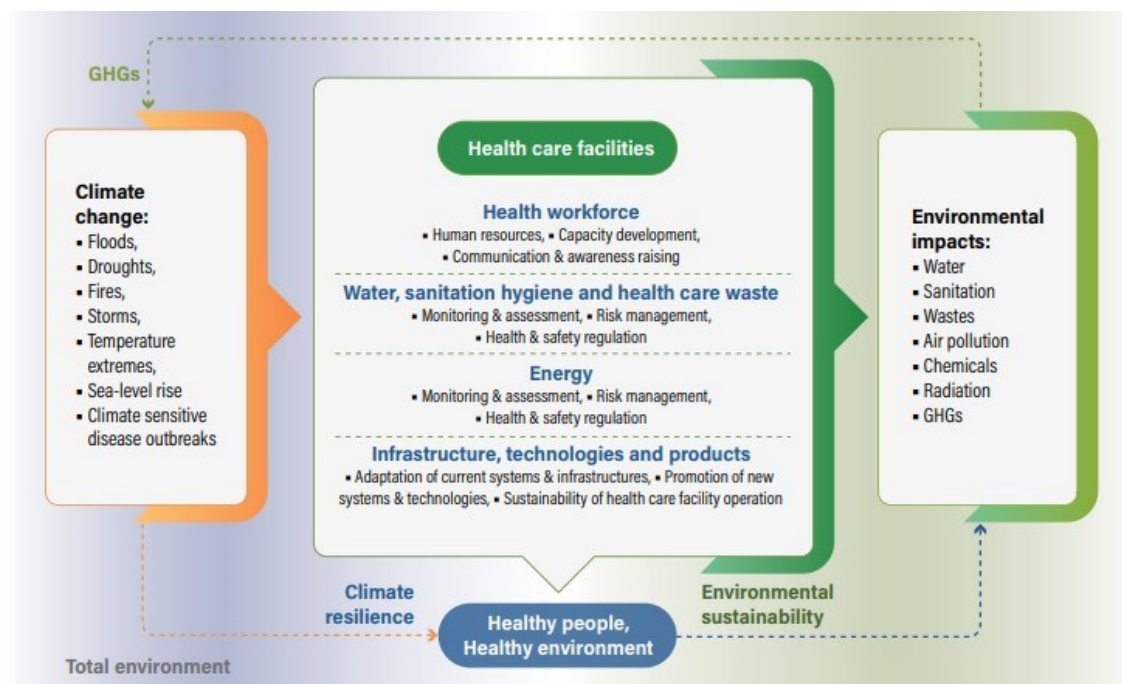 GHGs
Climate
change:
▪ Floods,
▪ Droughts,
▪ Fires,
▪ Storms,
▪ Temperature
extremes,
▪ Sea-level rise
▪ Climate sensitive
disease outbreaks
Health care facilities
Health workforce
▪ Human resources, ▪ Capacity development,
▪ Communication & awareness raising
Water, sanitation hygiene and health care waste
▪ Monitoring & assessment, ▪ Risk management,
▪ Health & safety regulation
Energy
▪ Monitoring & assessment, ▪ Risk management,
▪ Health & safety regulation
Infrastructure, technologies and products
▪ Adaptation of current systems & infrastructures, ▪ Promotion of new
systems & technologies, ▪ Sustainability of health care facility operation
Environmental
impacts:
▪ Water
▪ Sanitation
▪ Wastes
▪ Air pollution
▪ Chemicals
▪ Radiation
▪ GHGs
Climate
resilience
Healthy people,
Healthy environment
Environmental
sustainability
Total environment